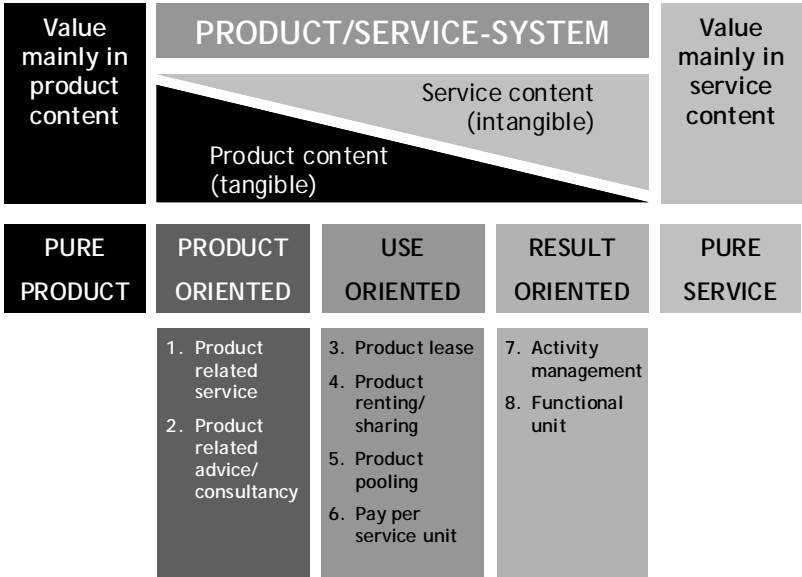 Value
mainly in
product
content
PRODUCT/SERVICE-SYSTEM
Service content
(intangible)
Product content
(tangible)
Value
mainly in
service
content
PURE
PRODUCT
PRODUCT
ORIENTED
USE
ORIENTED
RESULT
ORIENTED
PURE
SERVICE
1. Product
related
service
2. Product
related
advice/
consultancy
3. Product lease
4. Product
renting/
sharing
5. Product
pooling
6. Pay per
service unit
7. Activity
management
8. Functional
unit